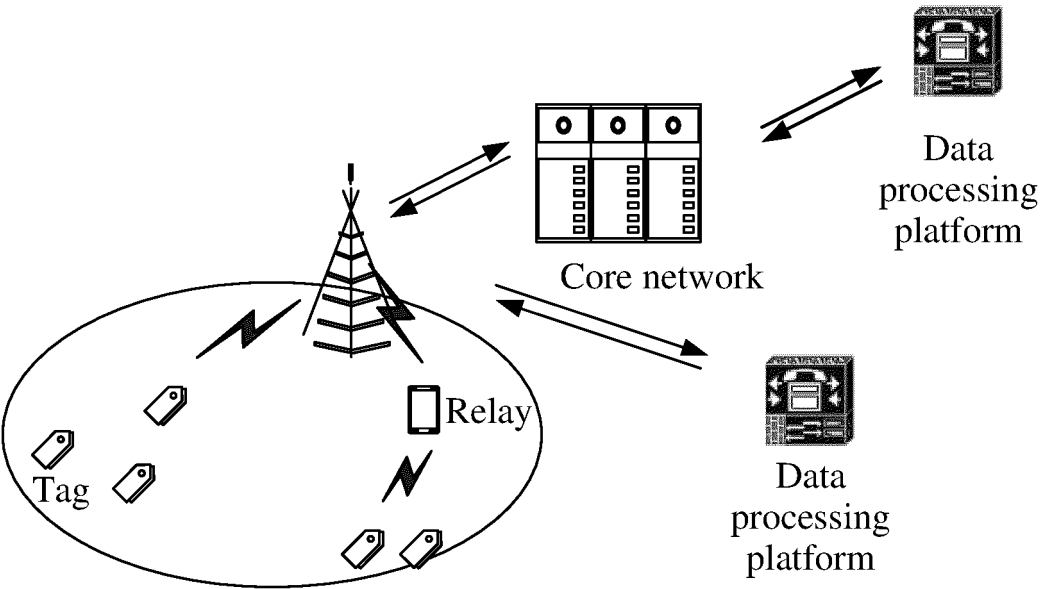 Data
processing
platform
Core network
Relay
Tag
Data
processing
platform